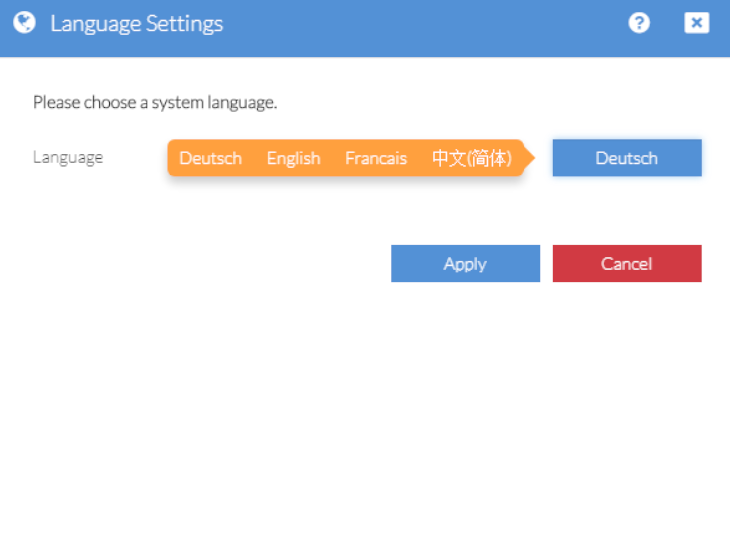 Language Settings
Please choose a system language.
Language Deutsch English Francais 中文(简体) Deutsch
Apply Cancel